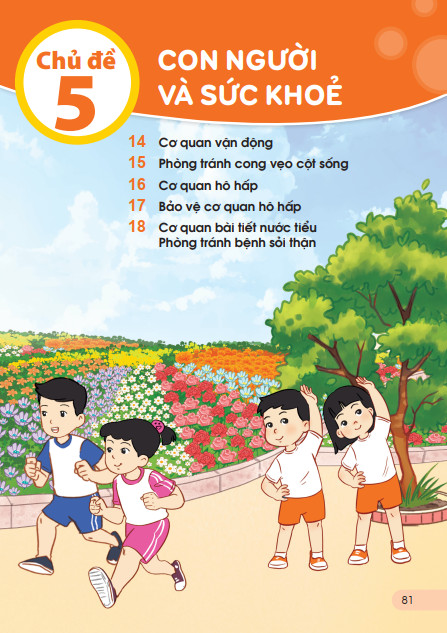 Chủ đề
5
CON NGƯỜI
VÀ SỨC KHOẺ
14 Cơ quan vận động
15 Phòng tránh cong vẹo cột sống
16 Cơ quan hô hấp
17 Bảo vệ cơ quan hô hấp
18 Cơ quan bài tiết nước tiểu
Phòng tránh bệnh sỏi thận
81